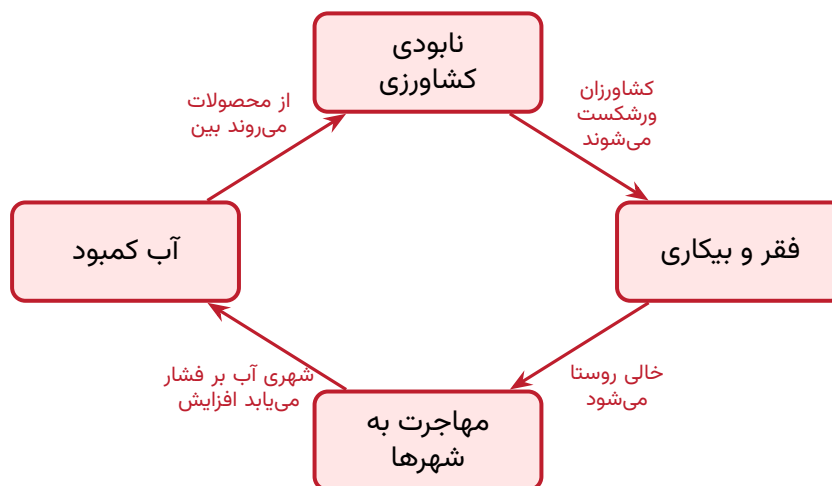 نابودی
کشاورزی
کشاورزان
ورشکست
می‌شوند
از محصولات
می‌روند بین
فقر و بیکاری
آب کمبود
خالی روستا
می‌شود
شهری آب بر فشار
می‌یابد افزایش
مهاجرت به
شهرها